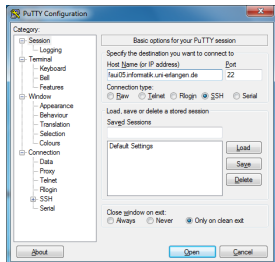 PuTTY Configuration
Category:
Session
Logging
Terminal
Keyboard
Bell
Features
Window
Appearance
Behaviour
Translation
Selection
Colours
Connection
Data
Proxy
Telnet
Rlogin
SSH
Serial
Basic options for your PuTTY session
Specify the destination you want to connect to
Host Name (or IP address) Port
faui05.informatik.uni-erlangen.de 22
Connection type:
Raw Telnet Rlogin SSH Serial
Load, save or delete a stored session
Saved Sessions
Default Settings
Load
Save
Delete
Close window on exit:
Always Never Only on clean exit
About Open Cancel